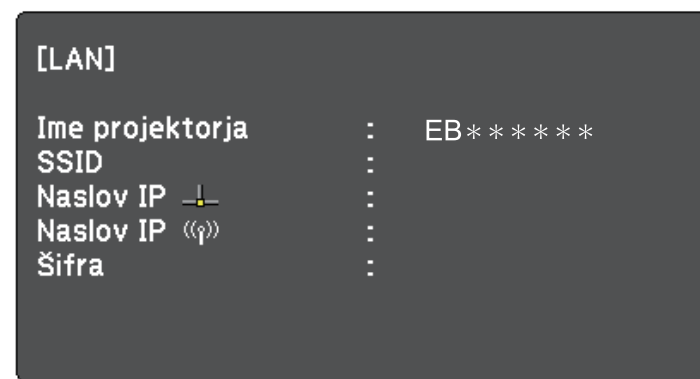 [LAN]
Ime projektorja : EB∗∗∗∗∗∗
SSID :
Naslov IP :
Naslov IP :
Šifra :